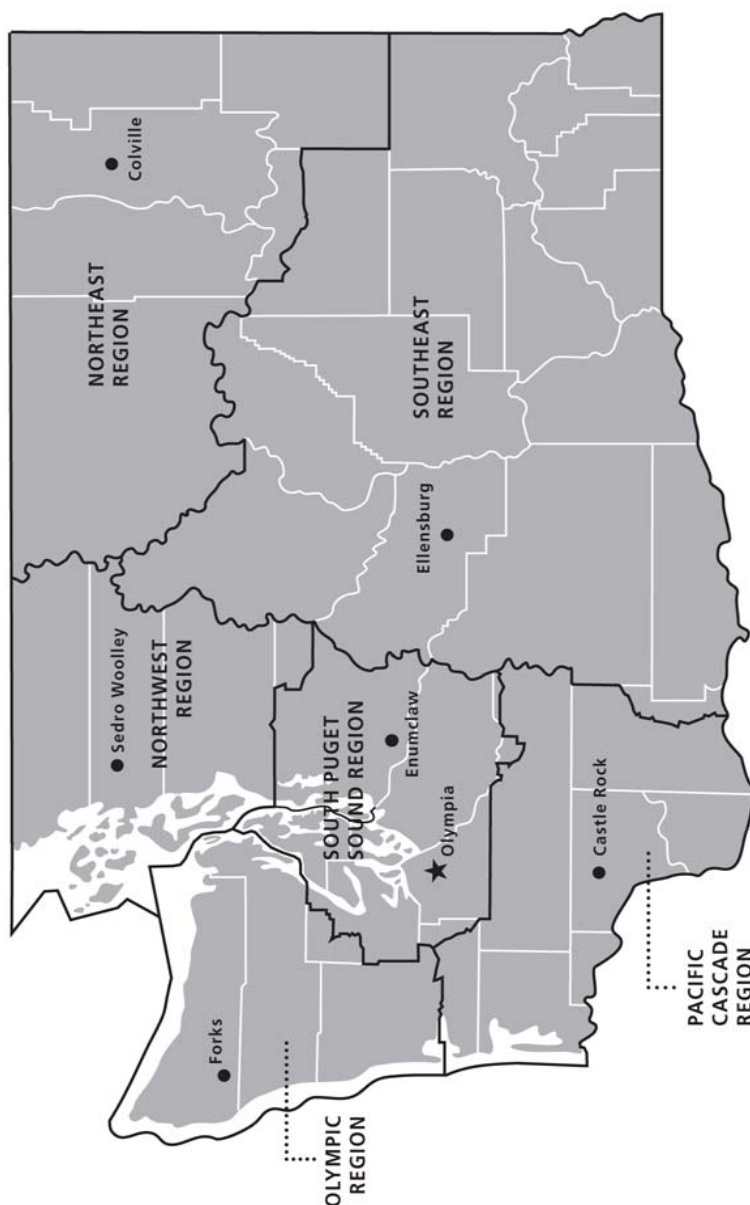 NORTHEAST
REGION
Colville
Sedro Woolley
NORTHWEST
REGION
Forks
OLYMPIC
REGION
SOUTH PUGET
SOUND REGION
Enumclaw
Olympia
SOUTHEAST
REGION
Ellensburg
Castle Rock
PACIFIC
CASCADE
REGION